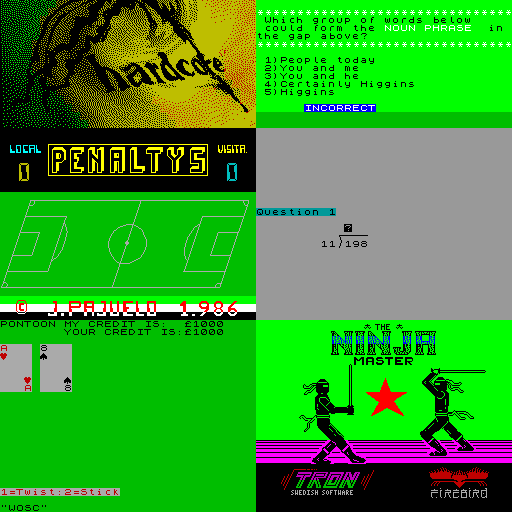 hardcore
Which group of words below
could form the NOUN PHRASE in
the gap above?
1)People today
2)You and me
3)You and he
4)Certainly Higgins
5)Higgins
INCORRECT
LOCAL PENALTYS VISITA.
0 0
© J.PAJUELO 1.986
Question 1
?
11/198
PONTOON MY CREDIT IS: £1000
YOUR CREDIT IS:£1000
A 8
A 8
1=Twist:2=Stick
"WOSC"
THE
NINJA
MASTER
TRON
SWEDISH SOFTWARE
FIREBIRD